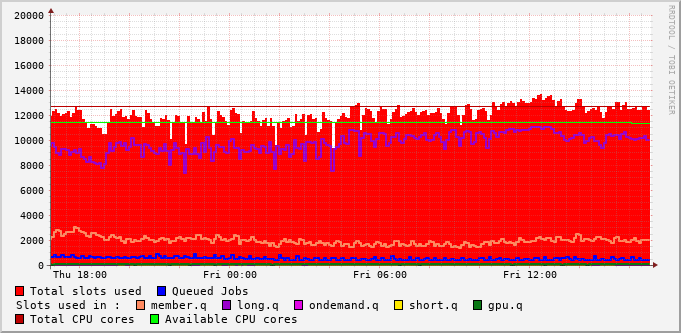 20000
18000
16000
14000
12000
10000
8000
6000
4000
2000
0
Thu 18:00 Fri 00:00 Fri 06:00 Fri 12:00
RRDTOOL / TOBI OETIKER
Total slots used Queued Jobs
Slots used in : member.q long.q ondemand.q short.q gpu.q
Total CPU cores Available CPU cores